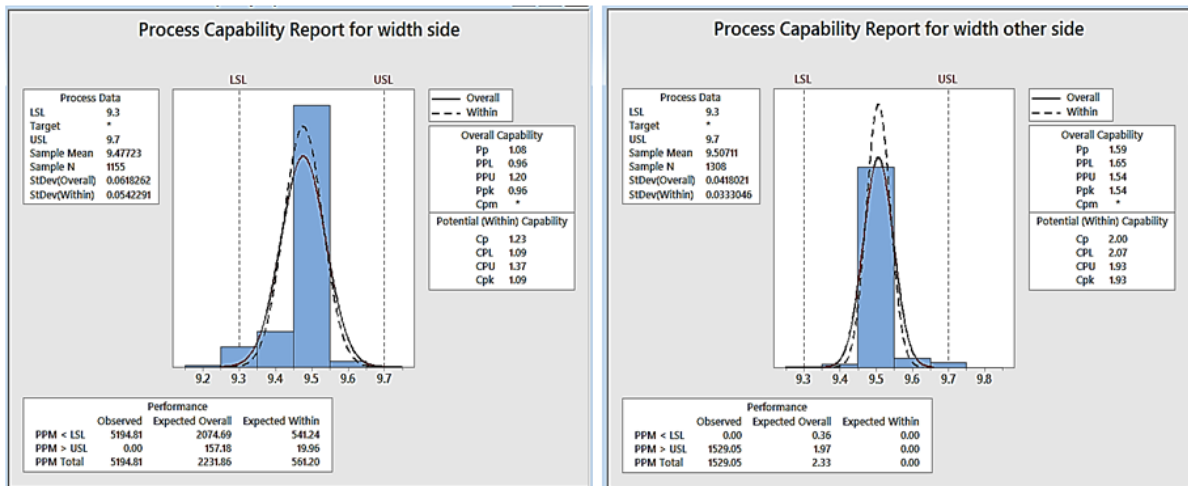 Process Capability Report for width side
LSL USL
Process Data
LSL 9.3
Target *
USL 9.7
Sample Mean 9.47723
Sample N 1155
StDev(Overall) 0.0618262
StDev(Within) 0.0542291
Overall
Within
Overall Capability
Pp 1.08
PPL 0.96
PPU 1.20
Ppk 0.96
Cpm *
Potential (Within) Capability
Cp 1.23
CPL 1.09
CPU 1.37
Cpk 1.09
9.2 9.3 9.4 9.5 9.6 9.7
Performance
Observed Expected Overall Expected Within
PPM < LSL 5194.81 2074.69 541.24
PPM > USL 0.00 157.18 19.96
PPM Total 5194.81 2231.86 561.20
Process Capability Report for width other side
LSL USL
Process Data
LSL 9.3
Target *
USL 9.7
Sample Mean 9.50711
Sample N 1308
StDev(Overall) 0.0418021
StDev(Within) 0.0333046
Overall
Within
Overall Capability
Pp 1.59
PPL 1.65
PPU 1.54
Ppk 1.54
Cpm *
Potential (Within) Capability
Cp 2.00
CPL 2.07
CPU 1.93
Cpk 1.93
9.3 9.4 9.5 9.6 9.7 9.8
Performance
Observed Expected Overall Expected Within
PPM < LSL 0.00 0.36 0.00
PPM > USL 1529.05 1.97 0.00
PPM Total 1529.05 2.33 0.00